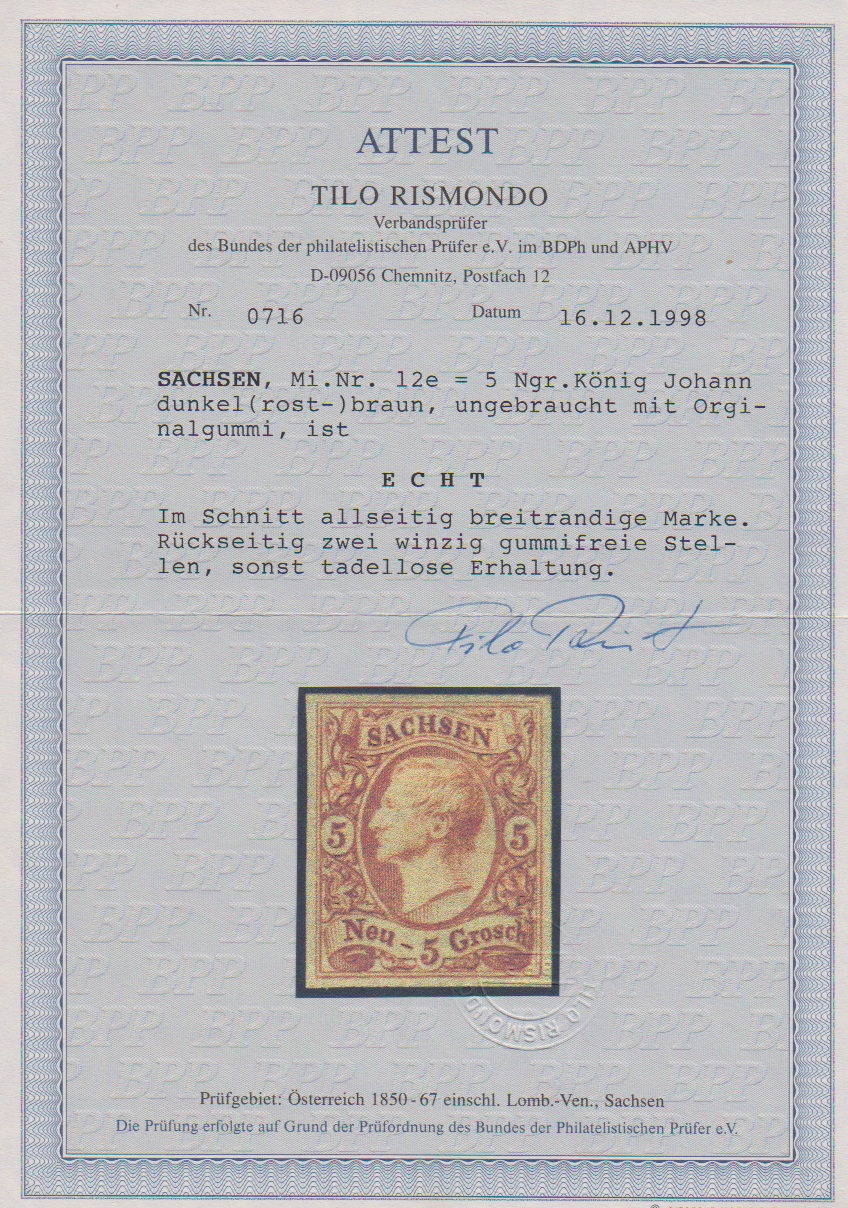 ATTEST
TILO RISMONDO
Verbandsprüfer
des Bundes der philatelistischen Prüfer e.V. im BDPh und APHV
D-09056 Chemnitz, Postfach 12
Nr. 0716 Datum 16.12.1998
SACHSEN, Mi.Nr. 12e = 5 Ngr.König Johann
dunkel(rost-)braun, ungebraucht mit Orgi-
nalgummi, ist
E C H T
Im Schnitt allseitig breitrandige Marke.
Rückseitig zwei winzig gummifreie Stel-
len, sonst tadellose Erhaltung.
SACHSEN
5 5
Neu - 5 Grosch
TILO RISMONDO
Prüfgebiet: Österreich 1850-67 einschl. Lomb.-Ven., Sachsen
Die Prüfung erfolgte auf Grund der Prüfordnung des Bundes der Philatelistischen Prüfer e.V.